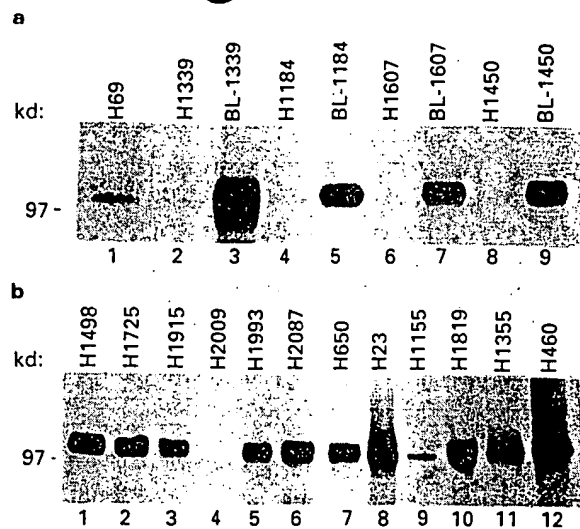 a
kd: H69 H1339 BL-1339 H1184 BL-1184 H1607 BL-1607 H1450 BL-1450
97 -
1 2 3 4 5 6 7 8 9
b
kd: H1498 H1725 H1915 H2009 H1993 H2087 H650 H23 H1155 H1819 H1355 H460
97 -
1 2 3 4 5 6 7 8 9 10 11 12